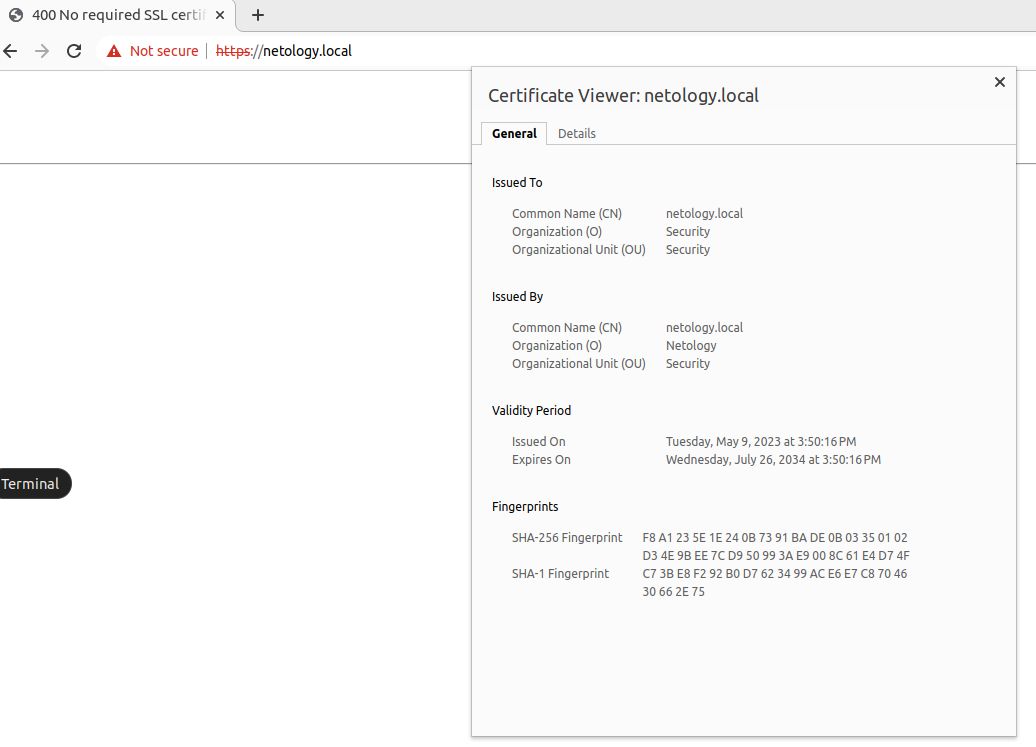 400 No required SSL certif
Not secure https://netology.local
Certificate Viewer: netology.local
General Details
Issued To
Common Name (CN) netology.local
Organization (O) Security
Organizational Unit (OU) Security
Issued By
Common Name (CN) netology.local
Organization (O) Netology
Organizational Unit (OU) Security
Validity Period
Issued On Tuesday, May 9, 2023 at 3:50:16 PM
Expires On Wednesday, July 26, 2034 at 3:50:16 PM
Terminal
Fingerprints
SHA-256 Fingerprint F8 A1 23 5E 1E 24 0B 73 91 BA DE 0B 03 35 01 02
D3 4E 9B EE 7C D9 50 99 3A E9 00 8C 61 E4 D7 4F
SHA-1 Fingerprint C7 3B E8 F2 92 B0 D7 62 34 99 AC E6 E7 C8 70 46
30 66 2E 75